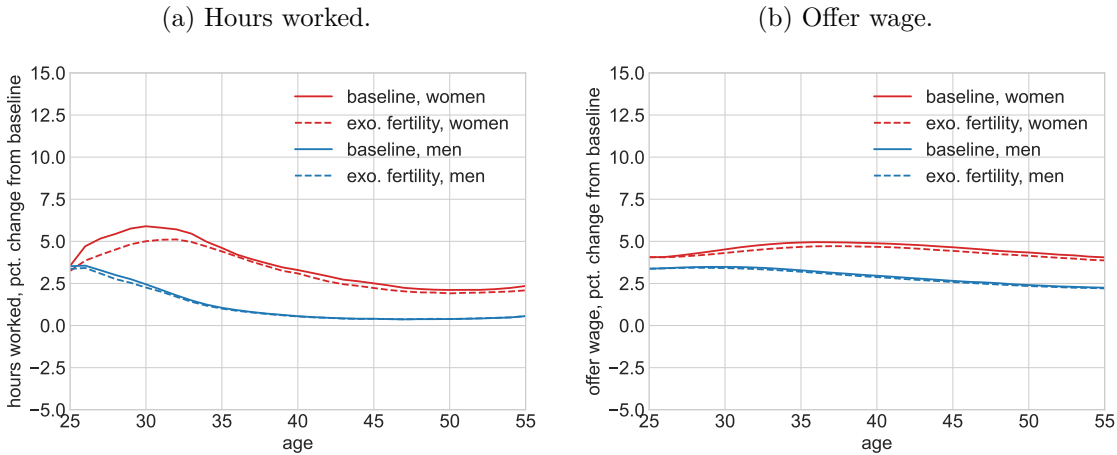 (a) Hours worked.
hours worked, pct. change from baseline
15.0
12.5
10.0
7.5
5.0
2.5
0.0
−2.5
−5.0
baseline, women
exo. fertility, women
baseline, men
exo. fertility, men
25 30 35 40 45 50 55
age
(b) Offer wage.
offer wage, pct. change from baseline
15.0
12.5
10.0
7.5
5.0
2.5
0.0
−2.5
−5.0
baseline, women
exo. fertility, women
baseline, men
exo. fertility, men
25 30 35 40 45 50 55
age